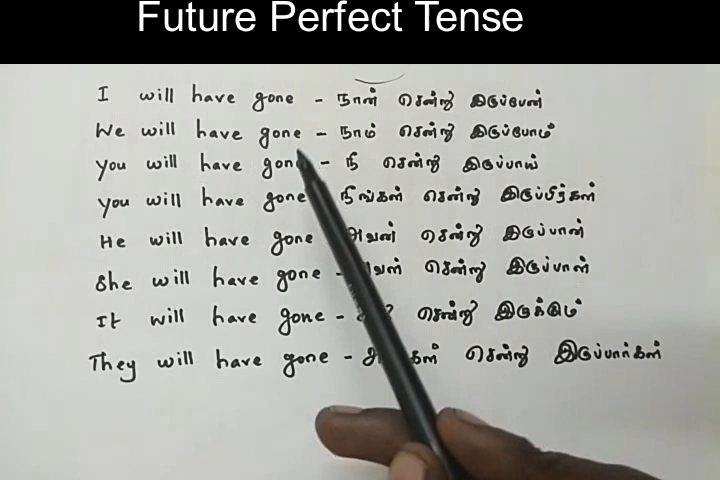 Future Perfect Tense
I will have gone - நான் சென்று இருப்பேன்
We will have gone - நாம் சென்று இருப்போம்
You will have gone - நீ சென்று இருப்பாய்
You will have gone நீங்கள் சென்று இருப்பீர்கள்
He will have gone அவன் சென்று இருப்பான்
She will have gone - சென்று இருப்பாள்
It will have gone - சென்று இருக்கும்
They will have gone - சென்று இருப்பார்கள்